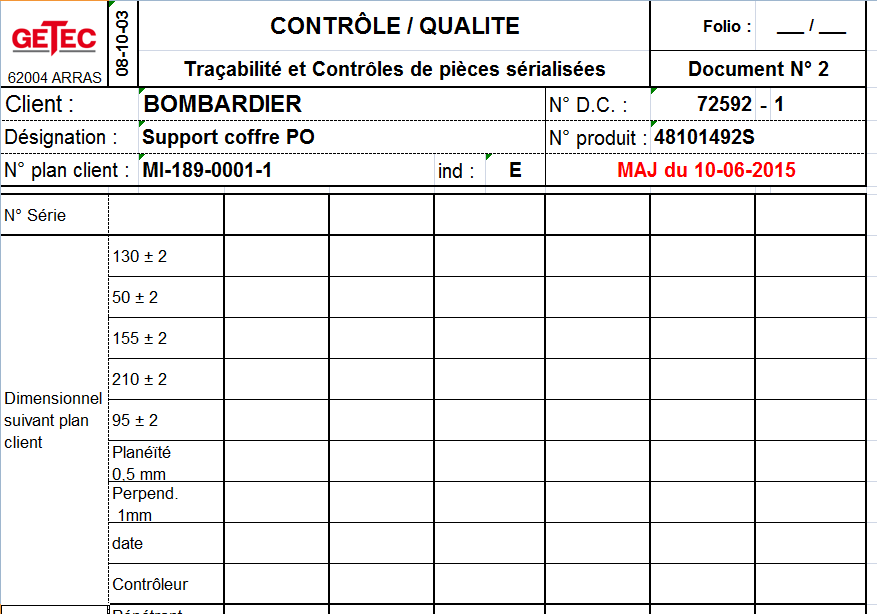 GETEC
62004 ARRAS
08-10-03
CONTRÔLE / QUALITE
Folio : ___ / ___
Traçabilité et Contrôles de pièces sérialisées
Document N° 2
Client : BOMBARDIER N° D.C. : 72592 - 1
Désignation : Support coffre PO N° produit : 48101492S
N° plan client : MI-189-0001-1 ind : E MAJ du 10-06-2015
N° Série
Dimensionnel
suivant plan
client
130 ± 2
50 ± 2
155 ± 2
210 ± 2
95 ± 2
Planéïté
0,5 mm
Perpend.
1mm
date
Contrôleur